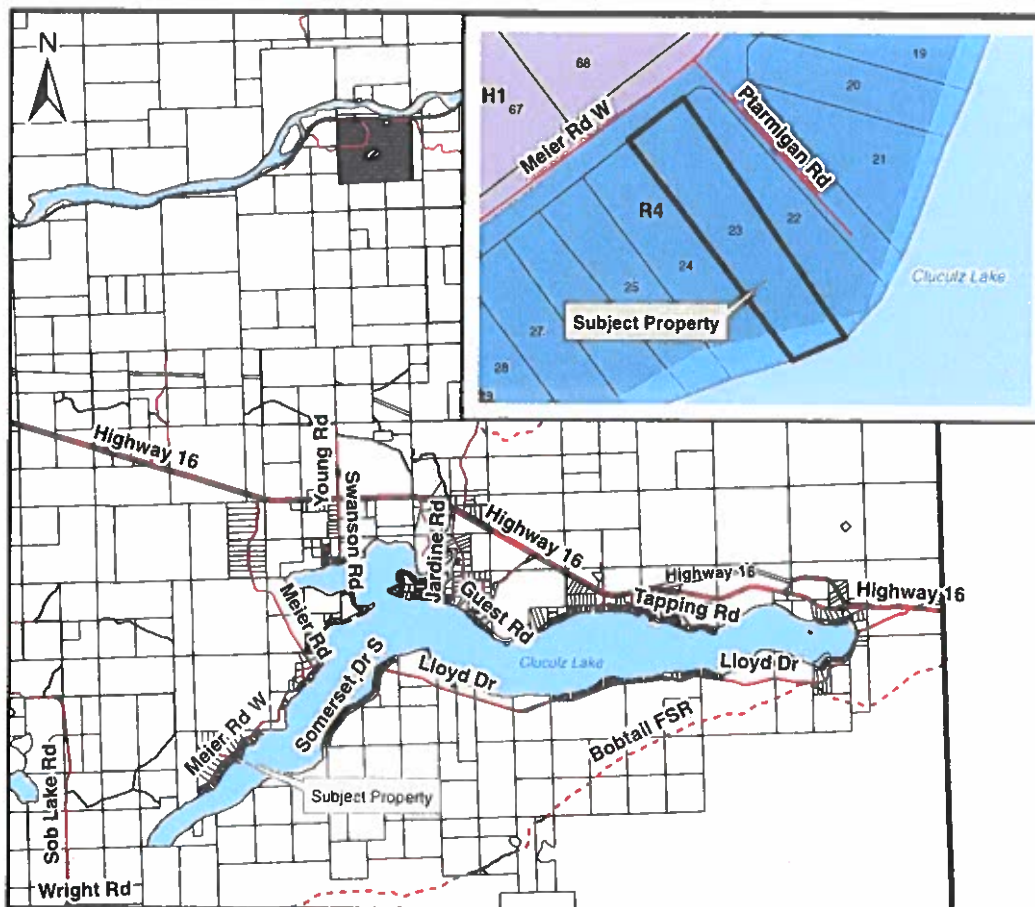 N
68
H1
67
Meier Rd W
Ptarmigan Rd
19
20
21
22
R4
23
24
25
27
28
Subject Property
Cluculz Lake
Highway 16
Young Rd
Swanson Rd
Jardine Rd
Highway 16
Highway 16
Highway 16
Tapping Rd
Guest Rd
Meier Rd
Cluculz Lake
Lloyd Dr
Lloyd Dr
Somerset Dr S
Meier Rd W
Bobtail FSR
Subject Property
Sob Lake Rd
Wright Rd